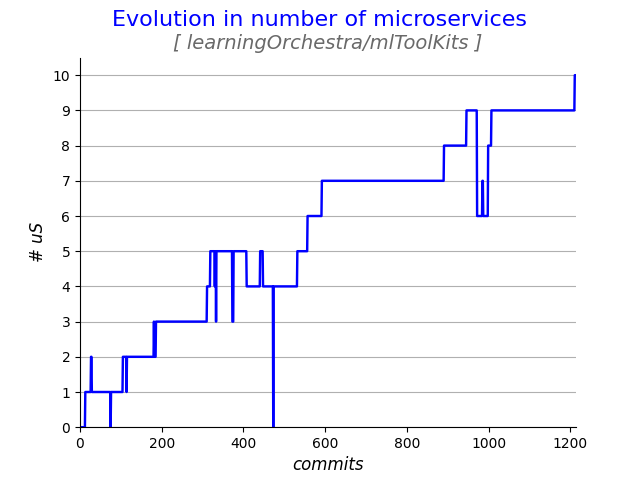 Evolution in number of microservices
[ learningOrchestra/mlToolKits ]
10
9
8
7
6
5
4
3
2
1
0
# uS
0 200 400 600 800 1000 1200
commits